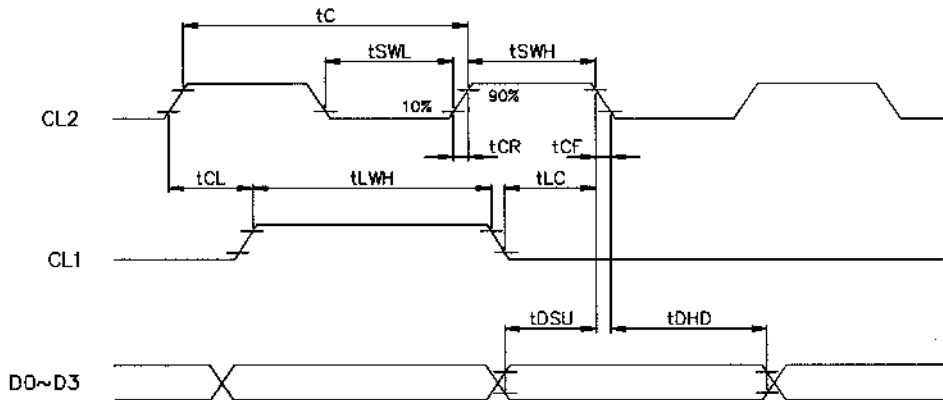 tC
tSWL
tSWH
10%
90%
CL2
tCR
tCF
tCL
tLWH
tLC
CL1
tDSU
tDHD
D0~D3